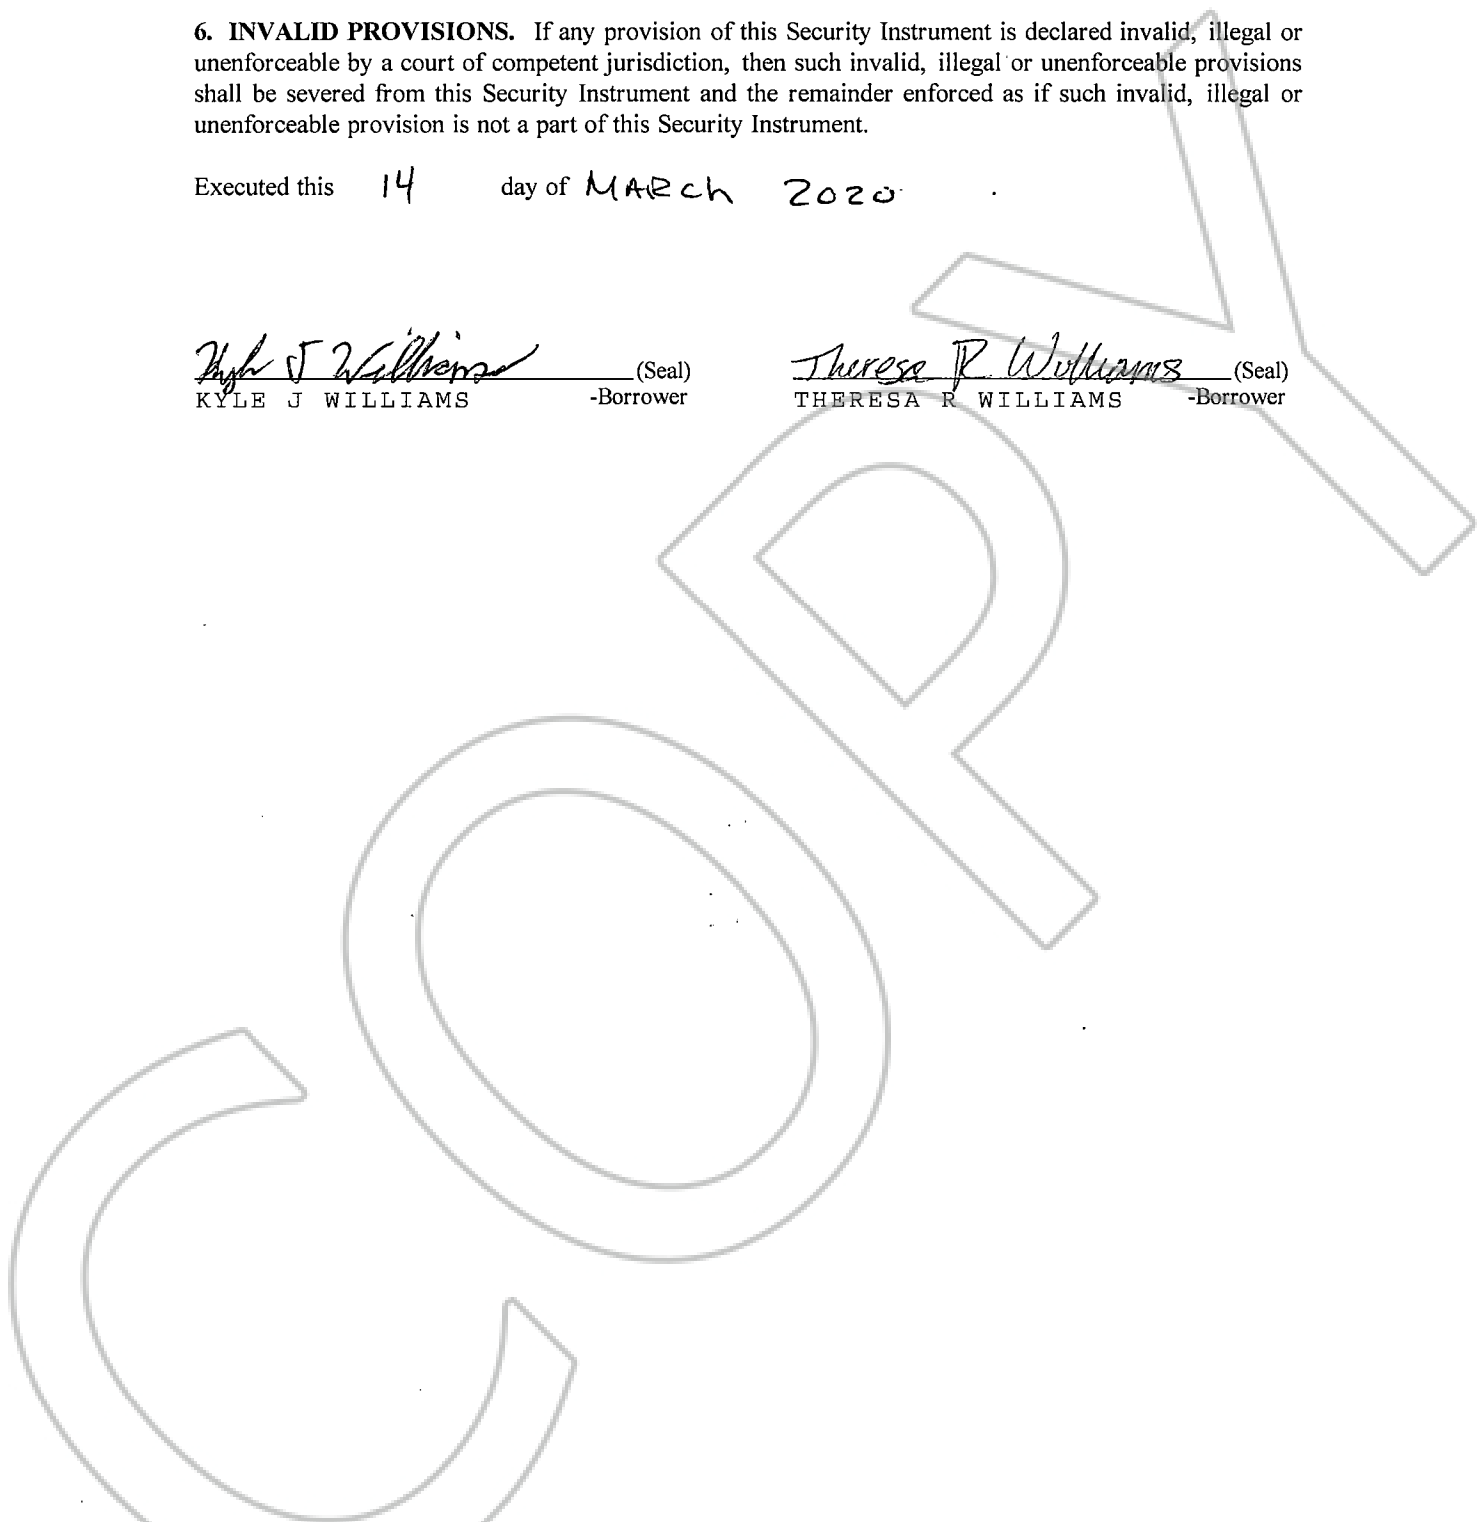 6. INVALID PROVISIONS. If any provision of this Security Instrument is declared invalid, illegal or
unenforceable by a court of competent jurisdiction, then such invalid, illegal or unenforceable provisions
shall be severed from this Security Instrument and the remainder enforced as if such invalid, illegal or
unenforceable provision is not a part of this Security Instrument.
Executed this 14 day of MARCh 2020 .
Kyle J Williams (Seal) Theresa R Williams (Seal)
KYLE J WILLIAMS -Borrower THERESA R WILLIAMS -Borrower
COPY